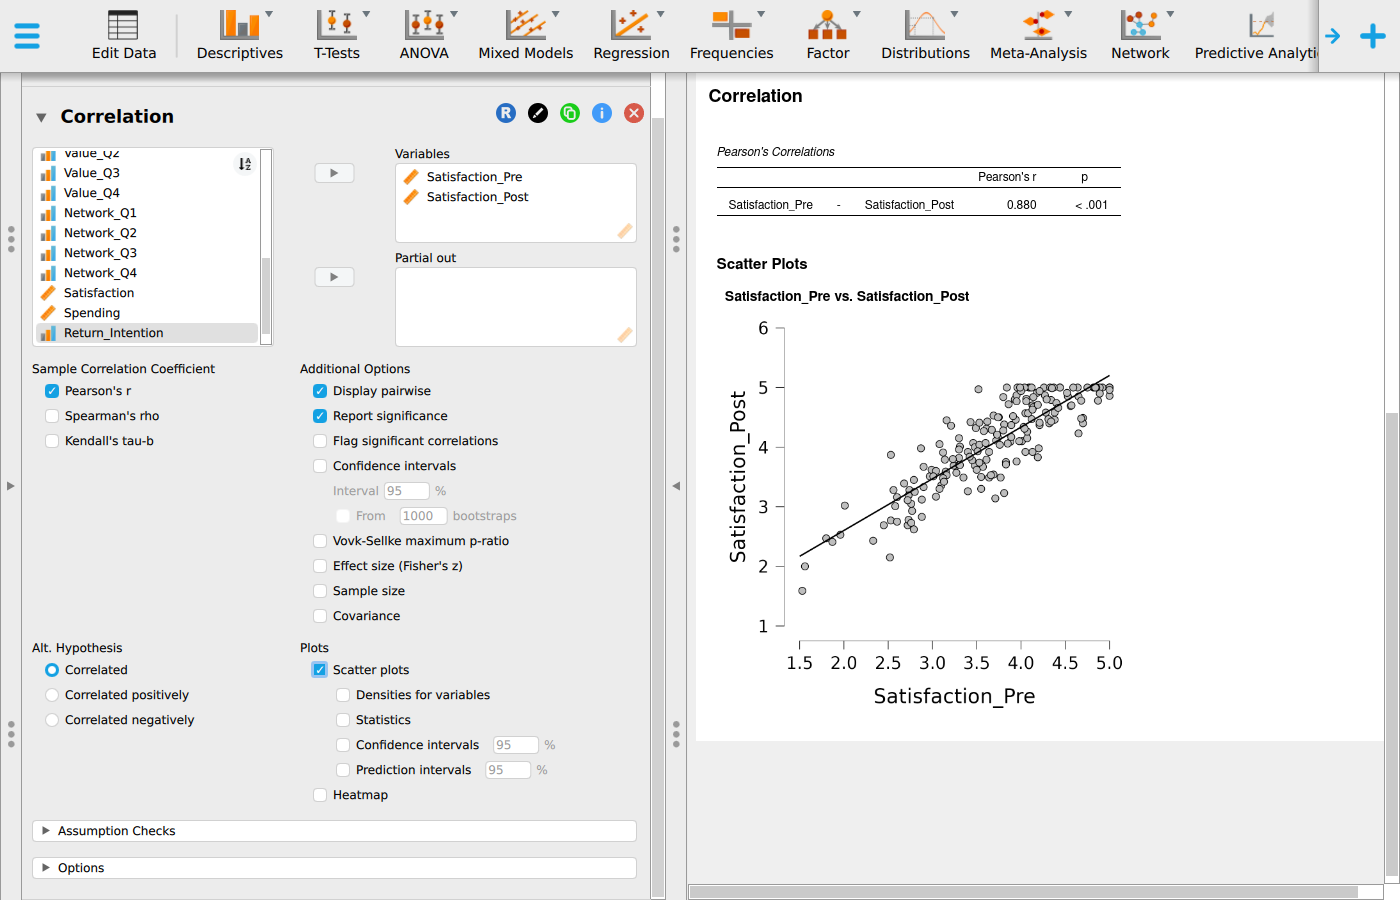 Edit Data
Descriptives
T-Tests
ANOVA
Mixed Models
Regression
Frequencies
Factor
Distributions
Meta-Analysis
Network
Predictive Analyti
Correlation
R
i
Value_Q2
Value_Q3
Value_Q4
Network_Q1
Network_Q2
Network_Q3
Network_Q4
Satisfaction
Spending
Return_Intention
A
Z
Variables
Satisfaction_Pre
Satisfaction_Post
Partial out
Sample Correlation Coefficient
Pearson's r
Spearman's rho
Kendall's tau-b
Additional Options
Display pairwise
Report significance
Flag significant correlations
Confidence intervals
Interval 95 %
From 1000 bootstraps
Vovk-Sellke maximum p-ratio
Effect size (Fisher's z)
Sample size
Covariance
Alt. Hypothesis
Correlated
Correlated positively
Correlated negatively
Plots
Scatter plots
Densities for variables
Statistics
Confidence intervals 95 %
Prediction intervals 95 %
Heatmap
Assumption Checks
Options
Correlation
Pearson's Correlations
Pearson's r p
Satisfaction_Pre - Satisfaction_Post 0.880 < .001
Scatter Plots
Satisfaction_Pre vs. Satisfaction_Post
6
5
4
3
2
1
Satisfaction_Post
1.5 2.0 2.5 3.0 3.5 4.0 4.5 5.0
Satisfaction_Pre